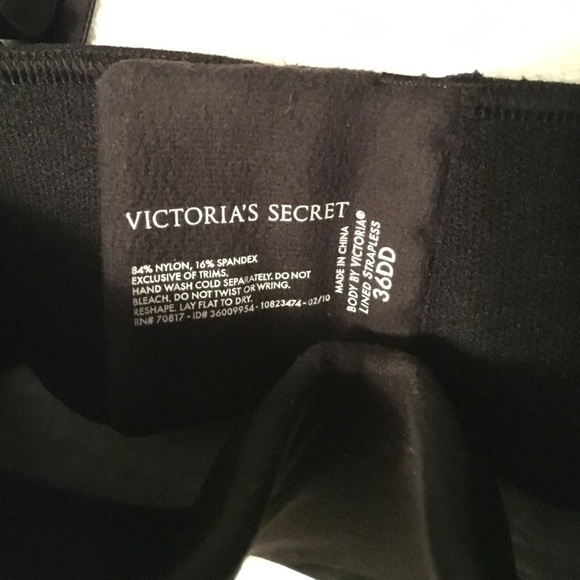 VICTORIA'S SECRET
84% NYLON, 16% SPANDEX
EXCLUSIVE OF TRIMS.
HAND WASH COLD SEPARATELY. DO NOT
BLEACH. DO NOT TWIST OR WRING.
RESHAPE. LAY FLAT TO DRY.
RN# 70817 - ID# 36009954 - 10823474 - 02/10
MADE IN CHINA
BODY BY VICTORIA®
LINED STRAPLESS
36DD